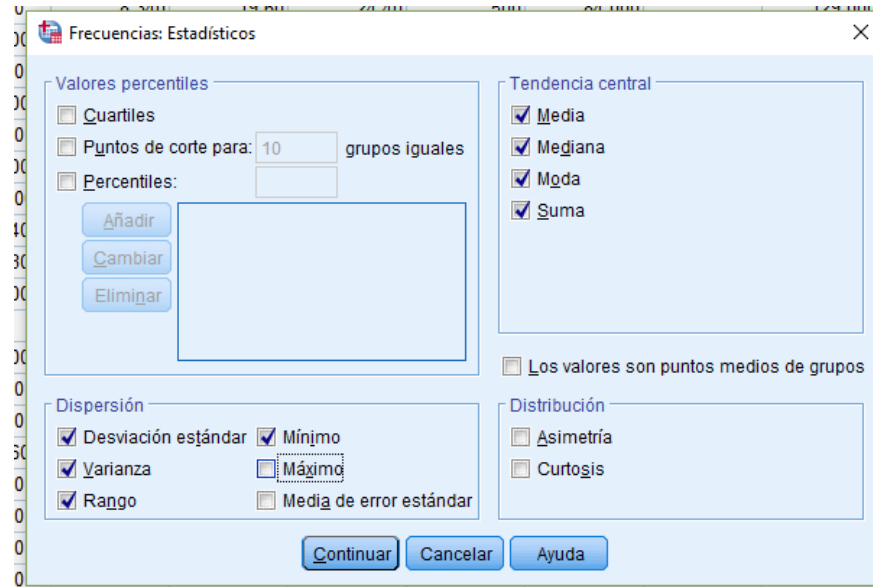 Frecuencias: Estadísticos
Valores percentiles
Cuartiles
Puntos de corte para: 10 grupos iguales
Percentiles:
Añadir
Cambiar
Eliminar
Tendencia central
Media
Mediana
Moda
Suma
Los valores son puntos medios de grupos
Dispersión
Desviación estándar Mínimo
Varianza Máximo
Rango Media de error estándar
Distribución
Asimetría
Curtosis
Continuar Cancelar Ayuda